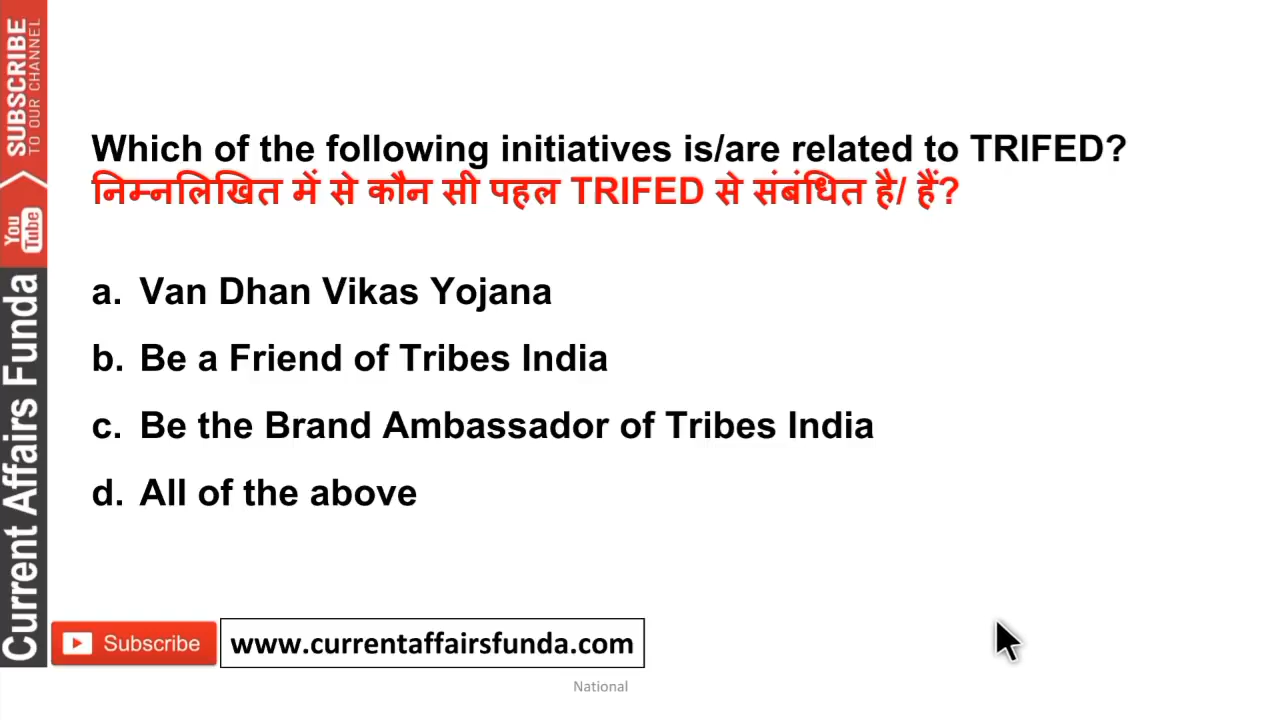 SUBSCRIBE
TO OUR CHANNEL
You
Tube
Current Affairs Funda
Which of the following initiatives is/are related to TRIFED?
निम्नलिखित में से कौन सी पहल TRIFED से संबंधित है/ हैं?
a. Van Dhan Vikas Yojana
b. Be a Friend of Tribes India
c. Be the Brand Ambassador of Tribes India
d. All of the above
Subscribe
www.currentaffairsfunda.com
National